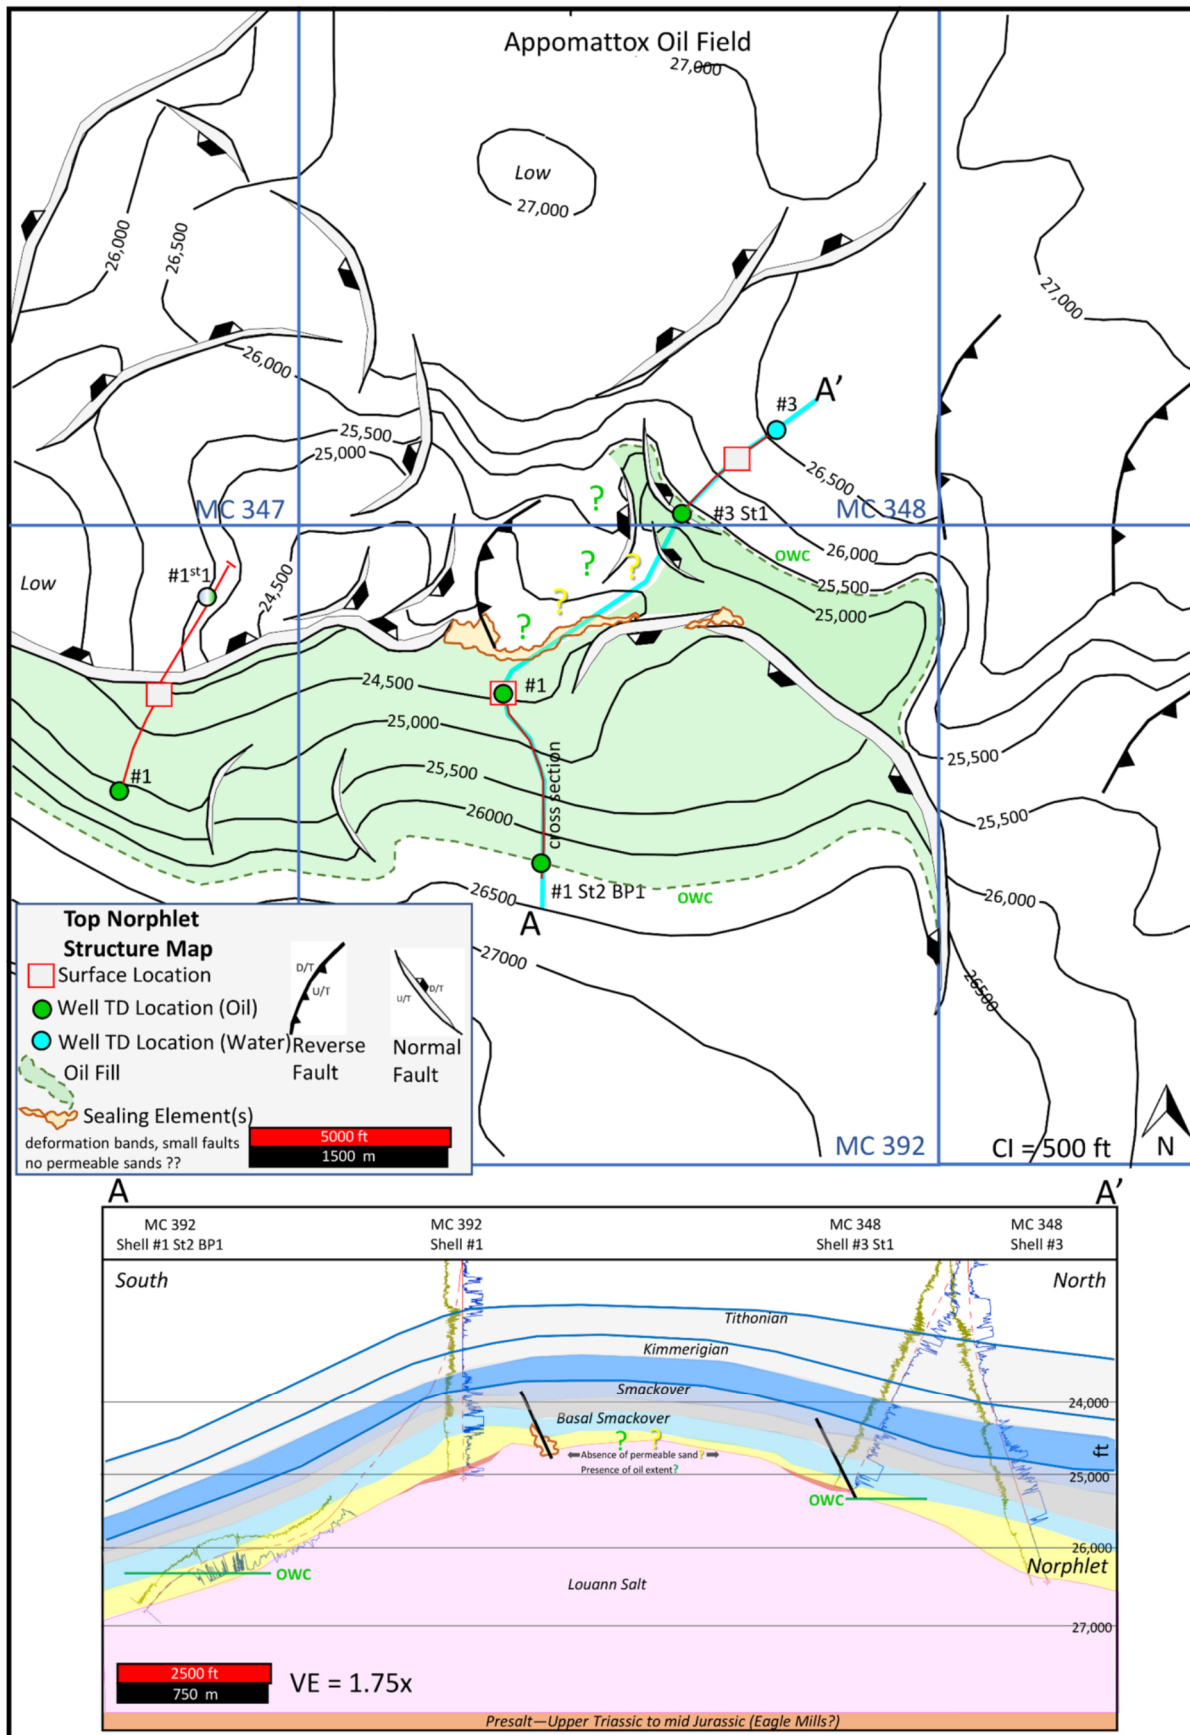 Appomattox Oil Field
27,000
Low
27,000
26,000
26,500
27,000
26,000
A'
#3
25,500
25,000
26,500
MC 347
#3 St1
MC 348
?
OWC
26,000
Low
#1st1
24,500
?
?
25,500
?
25,000
?
24,500
#1
25,000
25,500
25,500
#1
cross section
26000
25,500
26500
#1 St2 BP1
OWC
26,000
A
27000
26500
Top Norphlet
Structure Map
Surface Location
Well TD Location (Oil)
Well TD Location (Water)
Oil Fill
Sealing Element(s)
deformation bands, small faults
no permeable sands ??
D/T
U/T
Reverse
Fault
D/T
U/T
Normal
Fault
5000 ft
1500 m
MC 392
CI = 500 ft
N
A
A'
MC 392
Shell #1 St2 BP1
MC 392
Shell #1
MC 348
Shell #3 St1
MC 348
Shell #3
South
North
Tithonian
Kimmerigian
Smackover
24,000
Basal Smackover
? ?
Absence of permeable sand?
Presence of oil extent?
ft
25,000
OWC
26,000
Norphlet
OWC
Louann Salt
27,000
2500 ft
750 m
VE = 1.75x
Presalt—Upper Triassic to mid Jurassic (Eagle Mills?)